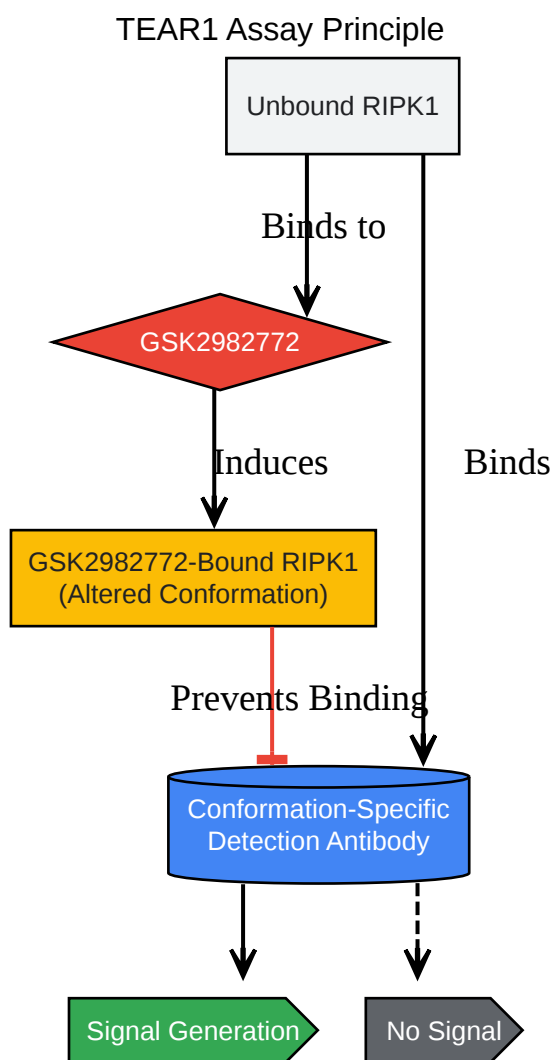 TEAR1 Assay Principle
Unbound RIPK1
Binds to
GSK2982772
Induces
Binds
GSK2982772-Bound RIPK1
(Altered Conformation)
Prevents Binding
Conformation-Specific
Detection Antibody
Signal Generation
No Signal